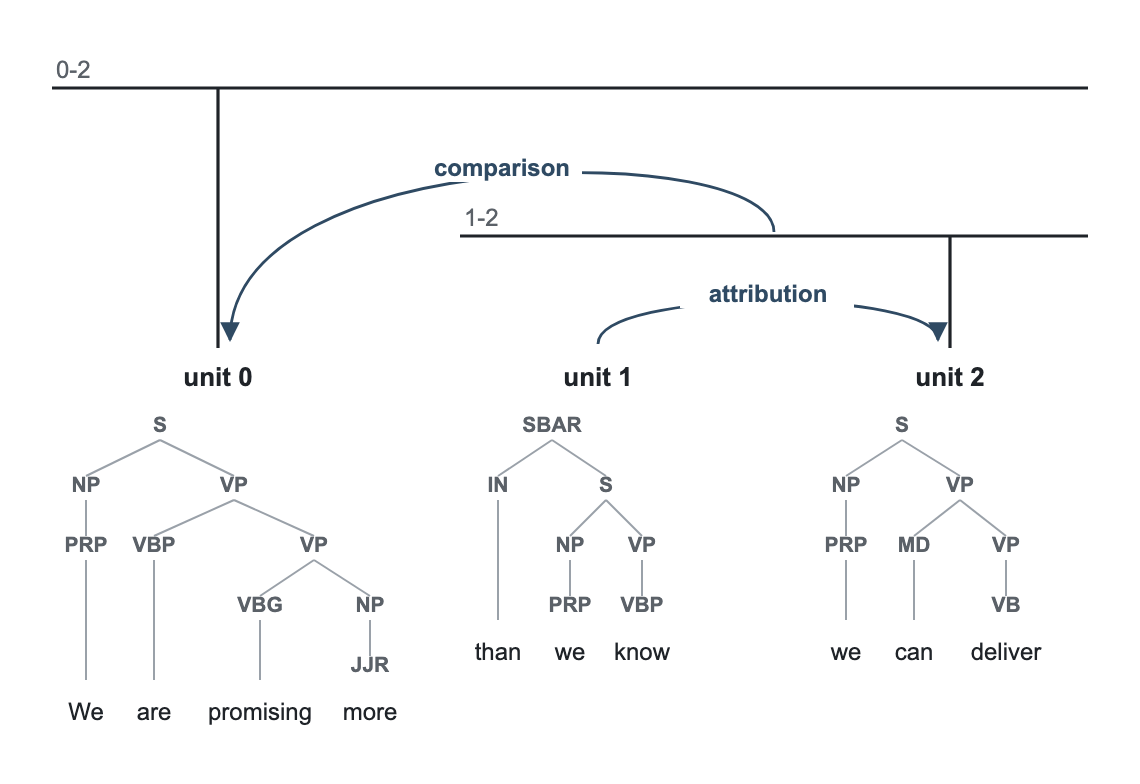 0-2
comparison
1-2
attribution
unit 0 unit 1 unit 2
S SBAR S
NP VP IN S NP VP
PRP VBP VP NP VP PRP MD VP
VBG NP PRP VBP VB
than we know we can deliver
JJR
We are promising more